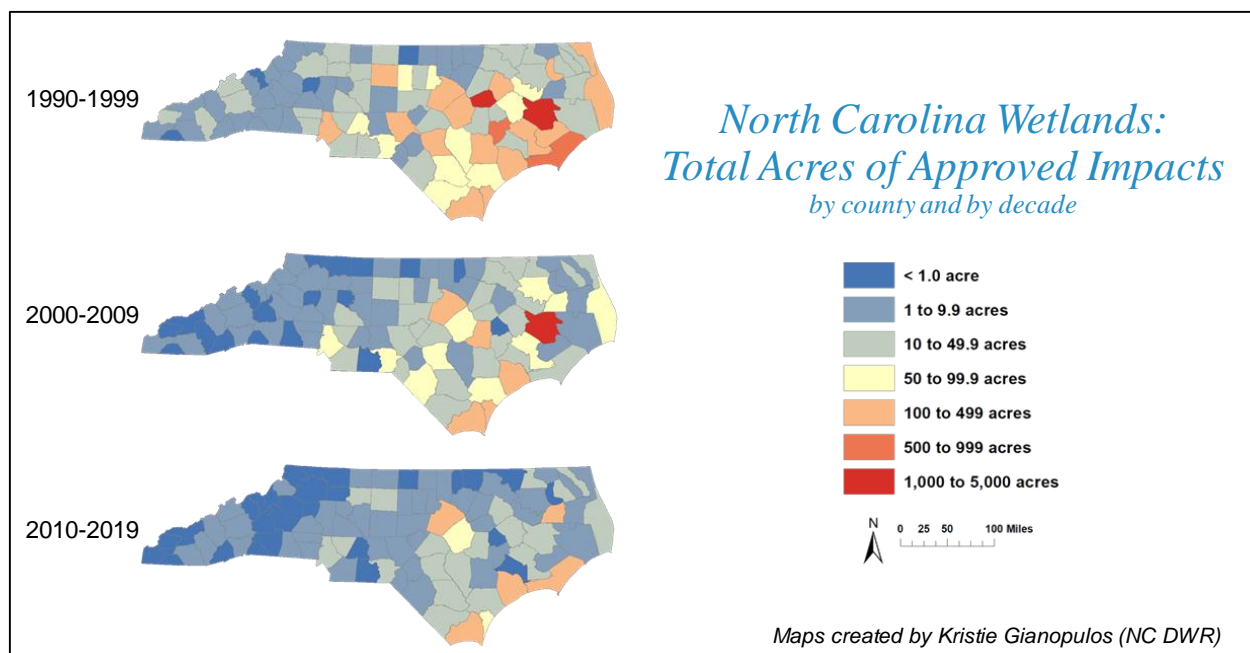 1990-1999
2000-2009
2010-2019
North Carolina Wetlands:
Total Acres of Approved Impacts
by county and by decade
< 1.0 acre
1 to 9.9 acres
10 to 49.9 acres
50 to 99.9 acres
100 to 499 acres
500 to 999 acres
1,000 to 5,000 acres
N
0 25 50 100 Miles
Maps created by Kristie Gianopulos (NC DWR)